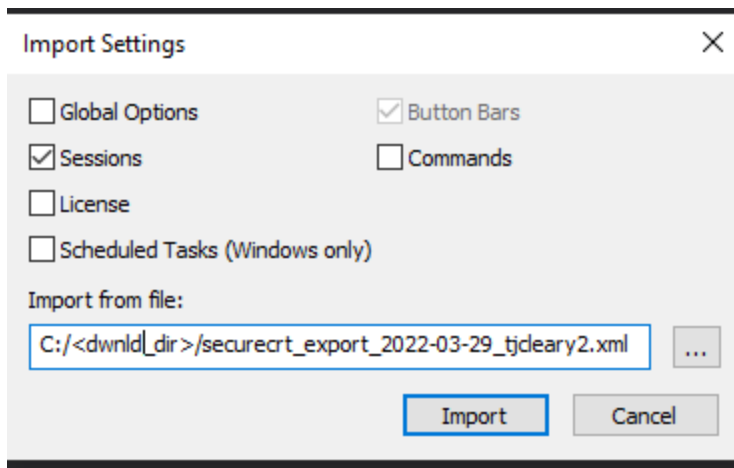 Import Settings
Global Options Button Bars
Sessions Commands
License
Scheduled Tasks (Windows only)
Import from file:
C:/<dwnld_dir>/securecrt_export_2022-03-29_tjcleary2.xml ...
Import Cancel